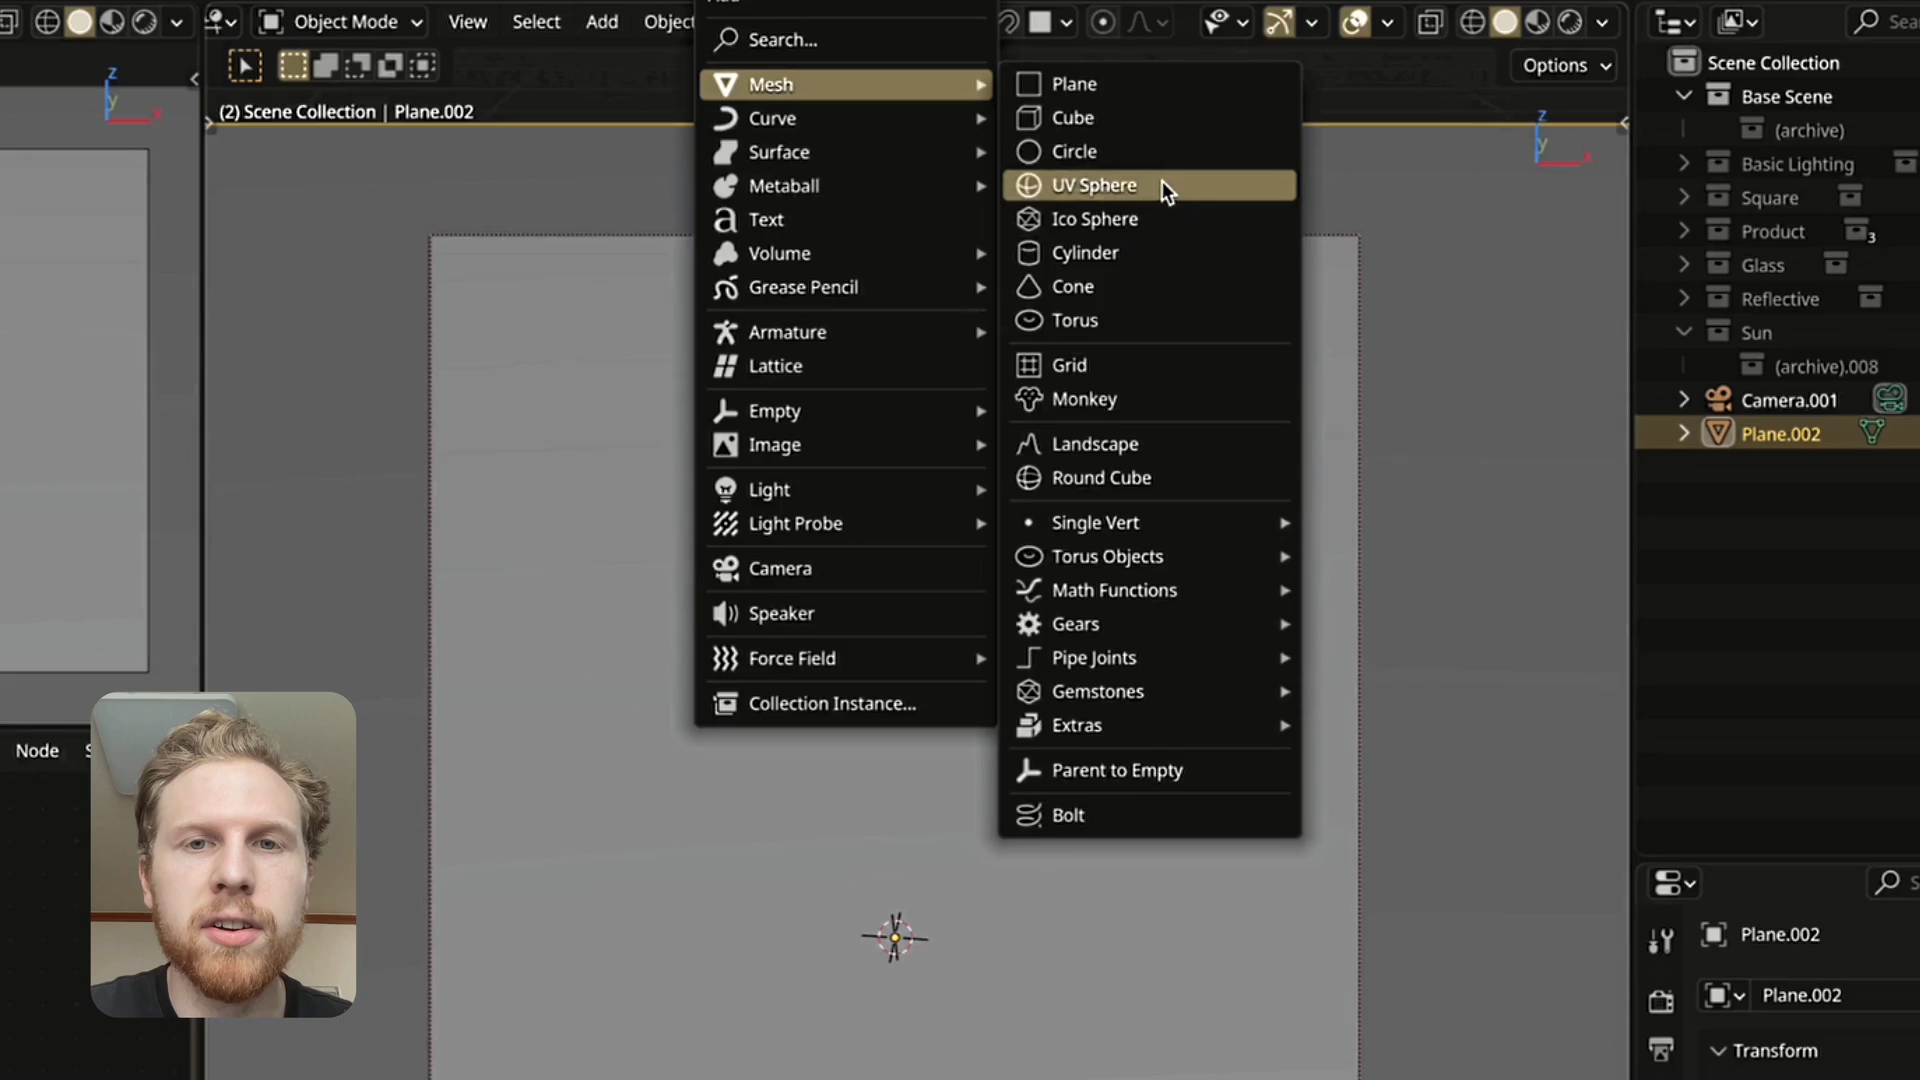 Object Mode
View
Select
Add
Object
Search...
Options
(2) Scene Collection | Plane.002
Mesh
Curve
Surface
Metaball
Text
Volume
Grease Pencil
Armature
Lattice
Empty
Image
Light
Light Probe
Camera
Speaker
Force Field
Collection Instance...
Plane
Cube
Circle
UV Sphere
Ico Sphere
Cylinder
Cone
Torus
Grid
Monkey
Landscape
Round Cube
Single Vert
Torus Objects
Math Functions
Gears
Pipe Joints
Gemstones
Extras
Parent to Empty
Bolt
z
y
x
z
y
x
Scene Collection
Base Scene
(archive)
Basic Lighting
Square
Product
3
Glass
Reflective
Sun
(archive).008
Camera.001
Plane.002
Node
Plane.002
Plane.002
Transform